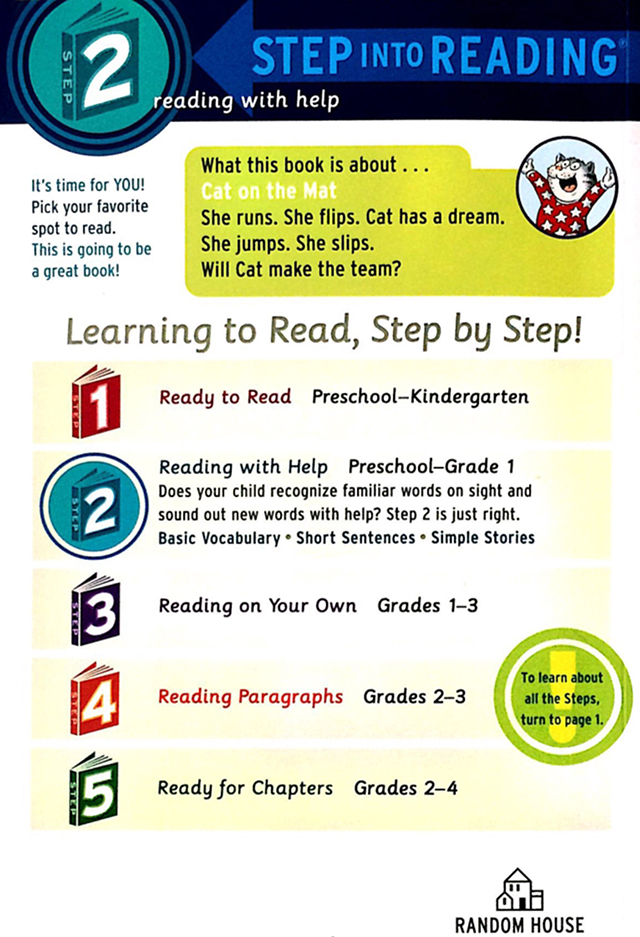 STEP 2
STEP INTO READING®
reading with help
It's time for YOU!
Pick your favorite
spot to read.
This is going to be
a great book!
What this book is about . . .
Cat on the Mat
She runs. She flips. Cat has a dream.
She jumps. She slips.
Will Cat make the team?
Learning to Read, Step by Step!
STEP 1
Ready to Read Preschool–Kindergarten
STEP 2
Reading with Help Preschool–Grade 1
Does your child recognize familiar words on sight and
sound out new words with help? Step 2 is just right.
Basic Vocabulary • Short Sentences • Simple Stories
STEP 3
Reading on Your Own Grades 1–3
STEP 4
Reading Paragraphs Grades 2–3
To learn about
all the Steps,
turn to page 1.
STEP 5
Ready for Chapters Grades 2–4
RANDOM HOUSE